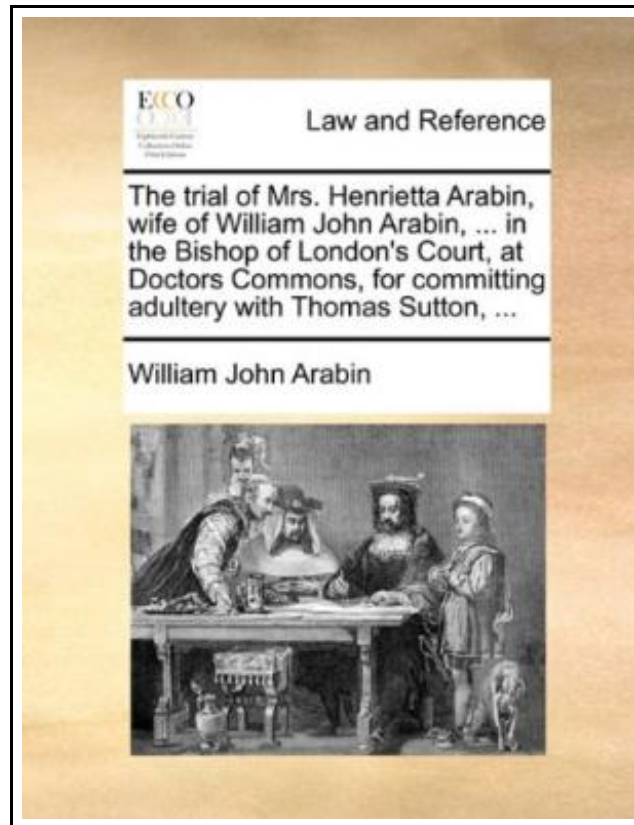 ECCO
Law and Reference
The trial of Mrs. Henrietta Arabin,
wife of William John Arabin, ... in
the Bishop of London's Court, at
Doctors Commons, for committing
adultery with Thomas Sutton, ...
William John Arabin